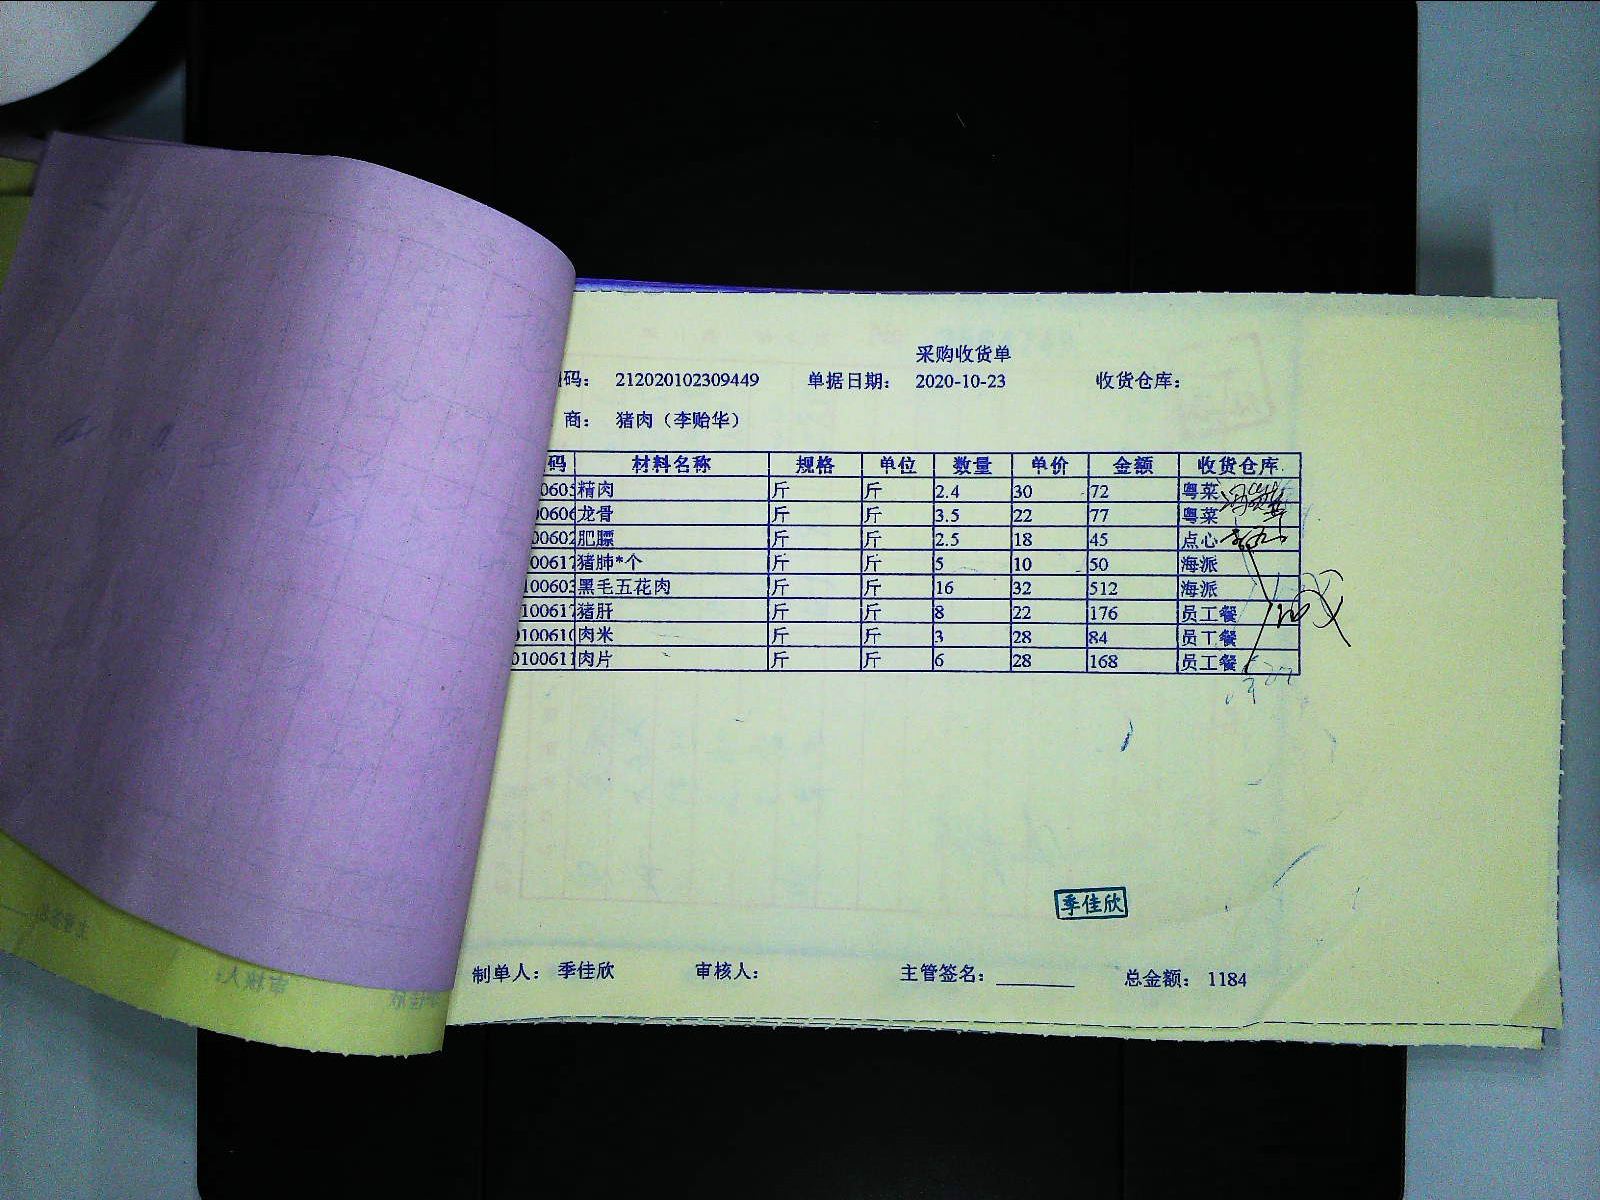 采购收货单
码： 212020102309449 单据日期： 2020-10-23 收货仓库：
商： 猪肉（李贻华）
码 材料名称 规格 单位 数量 单价 金额 收货仓库
精肉 斤 斤 2.4 30 72 粤菜
龙骨 斤 斤 3.5 22 77 粤菜
肥膘 斤 斤 2.5 18 45 点心
猪肺*个 斤 斤 5 10 50 海派
黑毛五花肉 斤 斤 16 32 512 海派
猪肝 斤 斤 8 22 176 员工餐
肉米 斤 斤 3 28 84 员工餐
肉片 斤 斤 6 28 168 员工餐
季佳欣
制单人： 季佳欣 审核人： 主管签名： 总金额： 1184